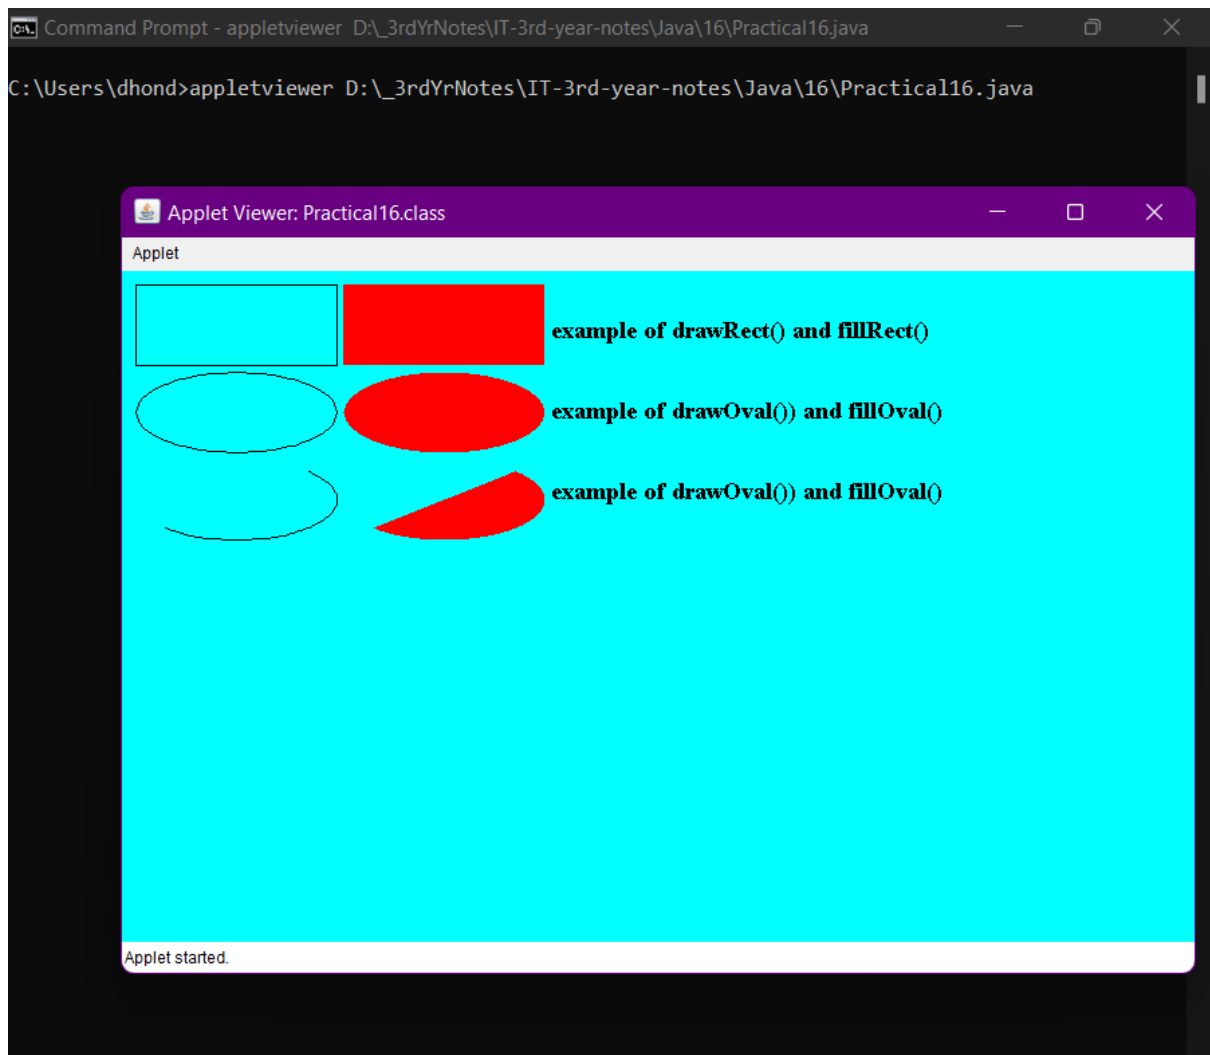 Command Prompt - appletviewer D:\_3rdYrNotes\IT-3rd-year-notes\Java\16\Practical16.java
C:\Users\dhond>appletviewer D:\_3rdYrNotes\IT-3rd-year-notes\Java\16\Practical16.java
Applet Viewer: Practical16.class
Applet
example of drawRect() and fillRect()
example of drawOval()) and fillOval()
example of drawOval()) and fillOval()
Applet started.